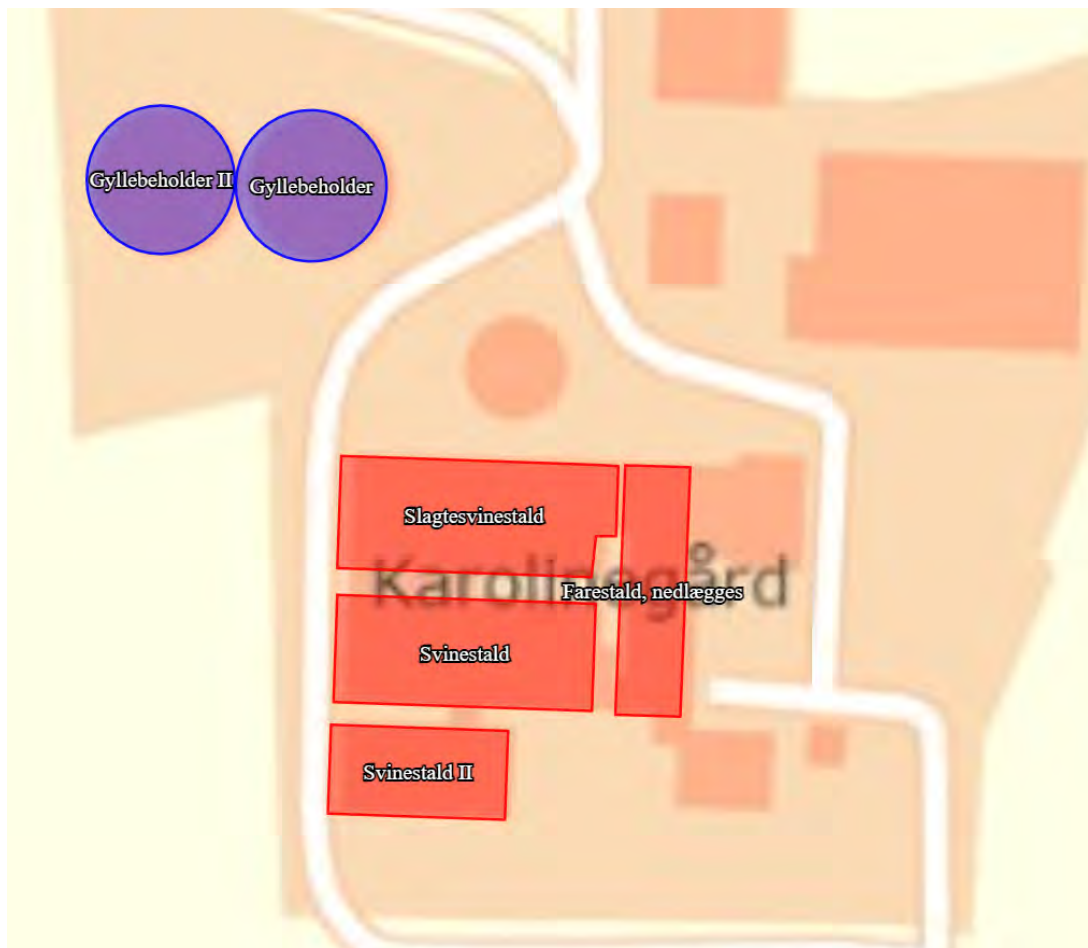 Gyllebeholder II
Gyllebeholder
Slagtesvinestald
Karolinegård
Farestald, nedlægges
Svinestald
Svinestald II